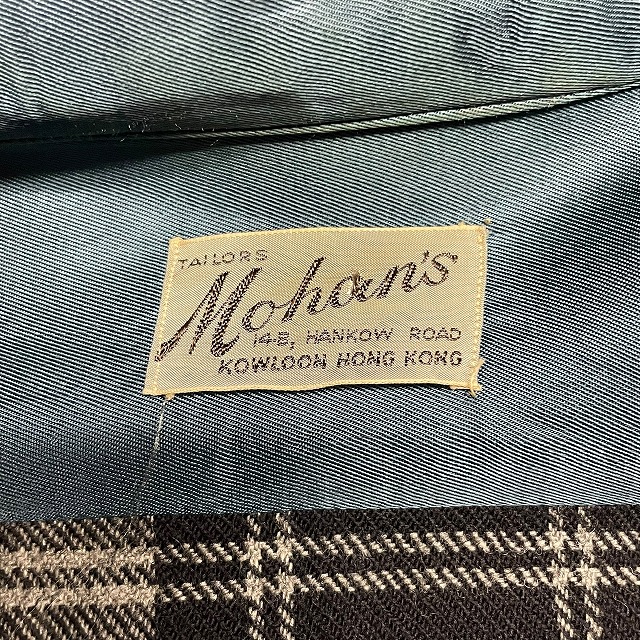 TAILORS
Mohan's
14-B, HANKOW ROAD
KOWLOON HONG KONG